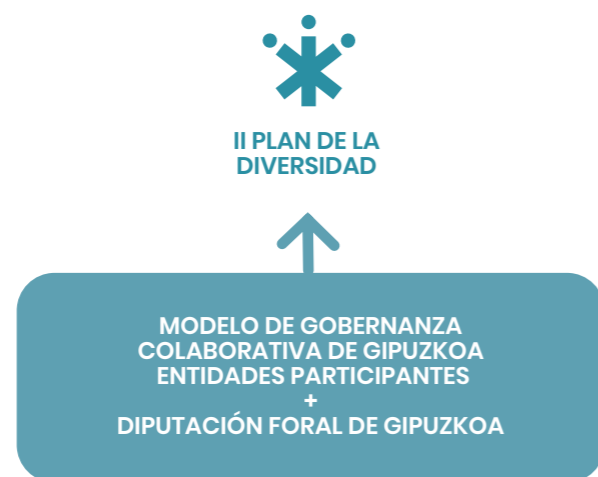 II PLAN DE LA
DIVERSIDAD
MODELO DE GOBERNANZA
COLABORATIVA DE GIPUZKOA
ENTIDADES PARTICIPANTES
+
DIPUTACIÓN FORAL DE GIPUZKOA